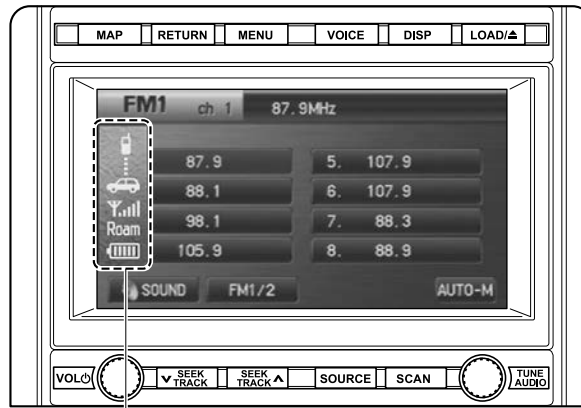 MAP RETURN MENU VOICE DISP LOAD/⏏
FM1 ch 1 87.9MHz
87.9 5. 107.9
88.1 6. 107.9
98.1 7. 88.3
Roam
105.9 8. 88.9
SOUND FM1/2 AUTO-M
VOL SEEK TRACK SEEK TRACK SOURCE SCAN TUNE AUDIO